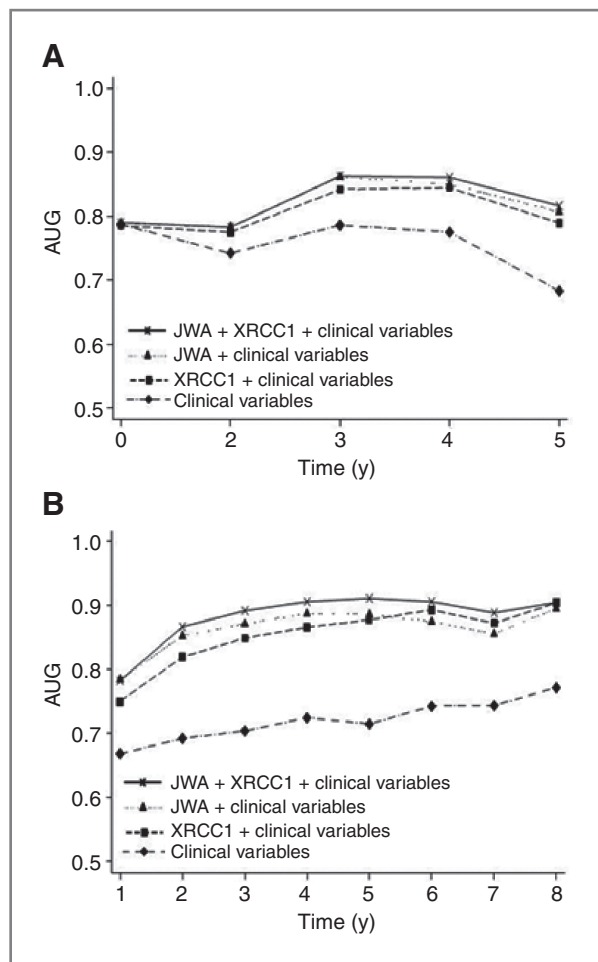 A
1.0
0.9
0.8
0.7
0.6
0.5
AUG
JWA + XRCC1 + clinical variables
JWA + clinical variables
XRCC1 + clinical variables
Clinical variables
0 2 3 4 5
Time (y)
B
1.0
0.9
0.8
0.7
0.6
0.5
AUG
JWA + XRCC1 + clinical variables
JWA + clinical variables
XRCC1 + clinical variables
Clinical variables
1 2 3 4 5 6 7 8
Time (y)